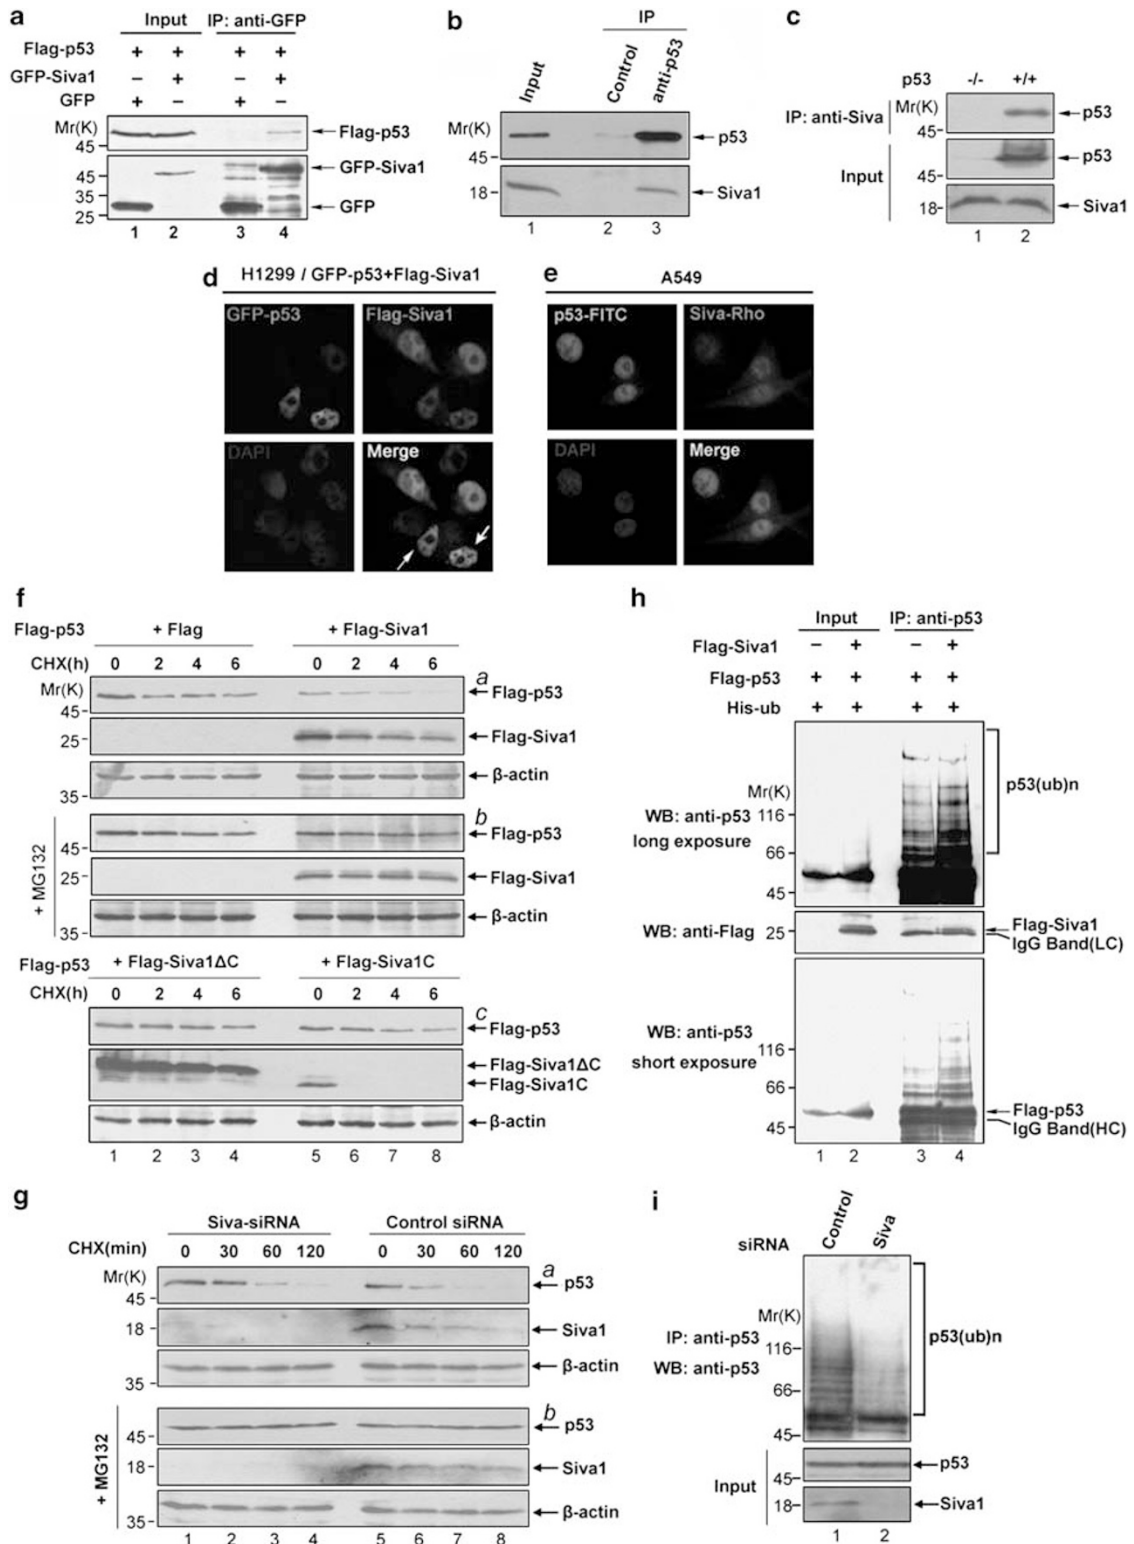 a
Input IP: anti-GFP
Flag-p53 + + + +
GFP-Siva1 – + – +
GFP + – + –
Mr(K)
45
Flag-p53
45
35
25
GFP-Siva1
GFP
1 2 3 4
b
IP
Input Control anti-p53
Mr(K)
45
p53
18
Siva1
1 2 3
c
p53 -/- +/+
IP: anti-Siva
Mr(K)
45
p53
Input
p53
18
Siva1
1 2
d
H1299 / GFP-p53+Flag-Siva1
GFP-p53 Flag-Siva1
DAPI Merge
e
A549
p53-FITC Siva-Rho
DAPI Merge
f
Flag-p53 + Flag + Flag-Siva1
CHX(h) 0 2 4 6 0 2 4 6
Mr(K)
45
a
Flag-p53
25
Flag-Siva1
35
β-actin
+ MG132
45
b
Flag-p53
25
Flag-Siva1
35
β-actin
Flag-p53 + Flag-Siva1ΔC + Flag-Siva1C
CHX(h) 0 2 4 6 0 2 4 6
c
Flag-p53
Flag-Siva1ΔC
Flag-Siva1C
β-actin
1 2 3 4 5 6 7 8
h
Input IP: anti-p53
Flag-Siva1 – + – +
Flag-p53 + + + +
His-ub + + + +
Mr(K)
116
66
45
WB: anti-p53
long exposure
p53(ub)n
WB: anti-Flag
25
Flag-Siva1
IgG Band(LC)
WB: anti-p53
short exposure
116
66
45
Flag-p53
IgG Band(HC)
1 2 3 4
g
Siva-siRNA Control siRNA
CHX(min) 0 30 60 120 0 30 60 120
Mr(K)
45
a
p53
18
Siva1
35
β-actin
+ MG132
45
b
p53
18
Siva1
35
β-actin
1 2 3 4 5 6 7 8
i
siRNA Control Siva
Mr(K)
IP: anti-p53
WB: anti-p53
116
66
45
p53(ub)n
Input
45
p53
18
Siva1
1 2